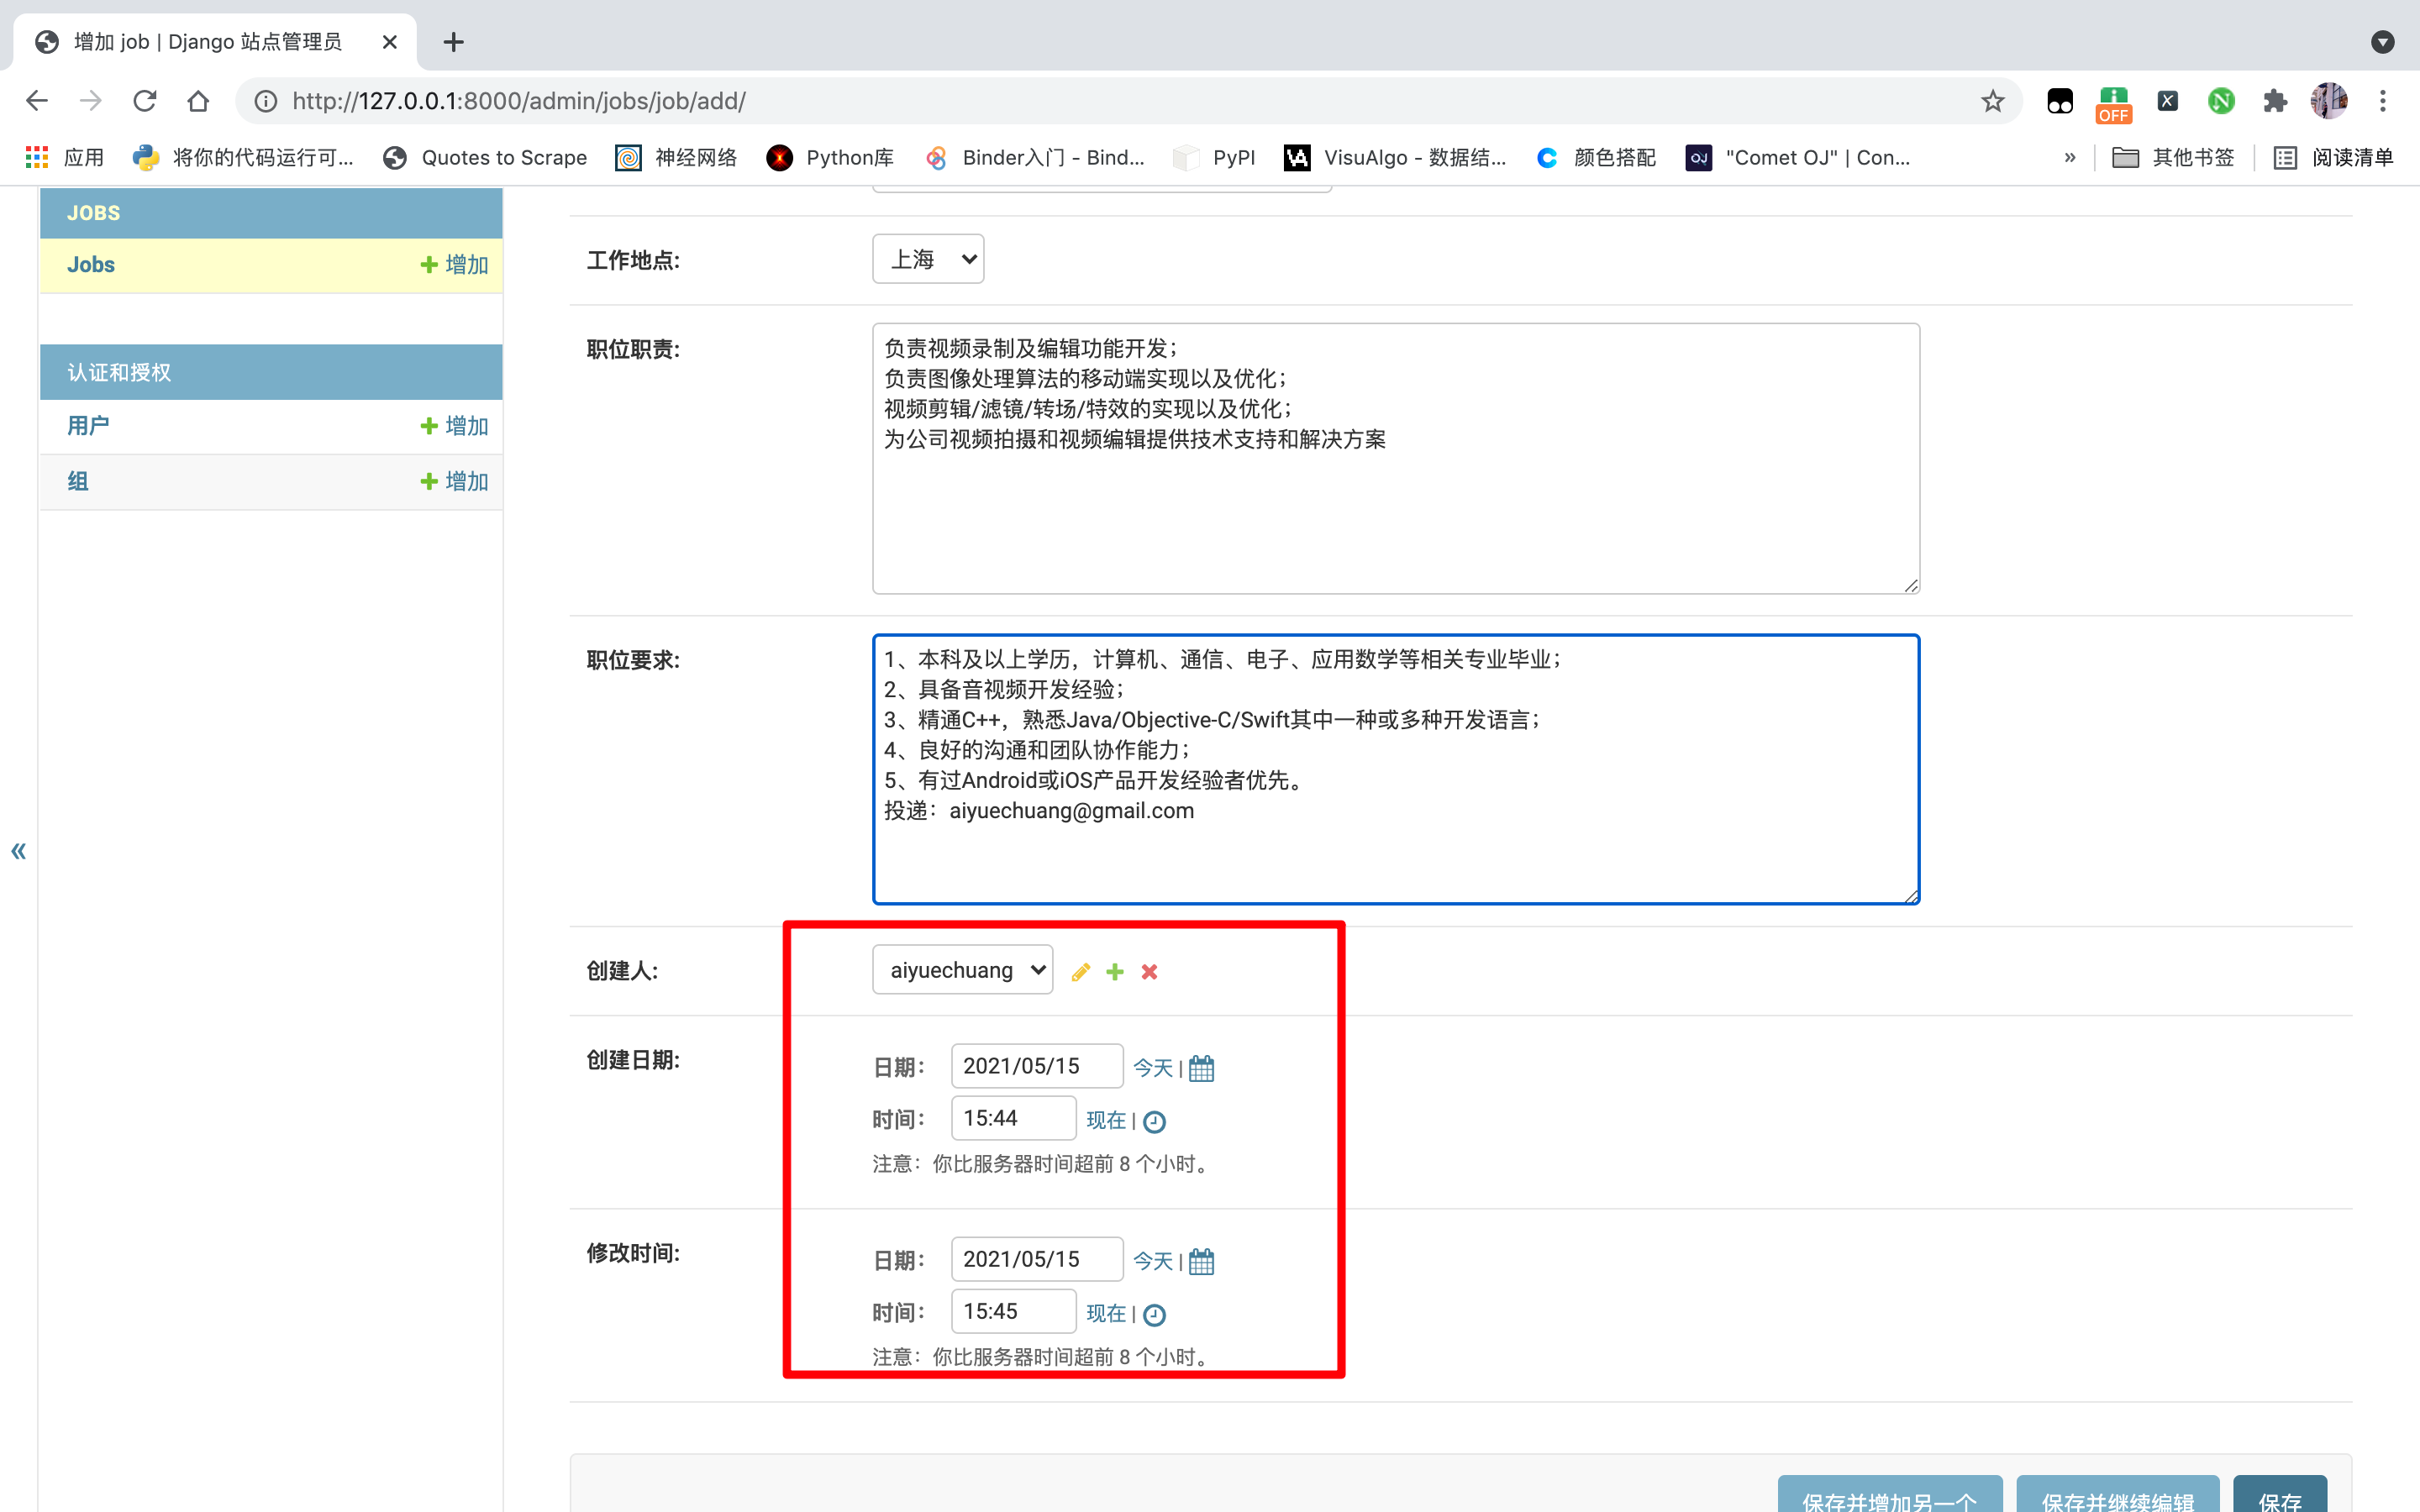 增加 job | Django 站点管理员
http://127.0.0.1:8000/admin/jobs/job/add/
OFF
应用
将你的代码运行可...
Quotes to Scrape
神经网络
Python库
Binder入门 - Bind...
PyPI
VisuAlgo - 数据结...
颜色搭配
OJ
"Comet OJ" | Con...
»
其他书签
阅读清单
JOBS
Jobs
增加
认证和授权
用户
增加
组
增加
«
工作地点:
上海
职位职责:
负责视频录制及编辑功能开发；
负责图像处理算法的移动端实现以及优化；
视频剪辑/滤镜/转场/特效的实现以及优化；
为公司视频拍摄和视频编辑提供技术支持和解决方案
职位要求:
1、本科及以上学历，计算机、通信、电子、应用数学等相关专业毕业；
2、具备音视频开发经验；
3、精通C++，熟悉Java/Objective-C/Swift其中一种或多种开发语言；
4、良好的沟通和团队协作能力；
5、有过Android或iOS产品开发经验者优先。
投递：aiyuechuang@gmail.com
创建人:
aiyuechuang
创建日期:
日期： 2021/05/15 今天 |
时间： 15:44 现在 |
注意：你比服务器时间超前 8 个小时。
修改时间:
日期： 2021/05/15 今天 |
时间： 15:45 现在 |
注意：你比服务器时间超前 8 个小时。
保存并增加另一个
保存并继续编辑
保存